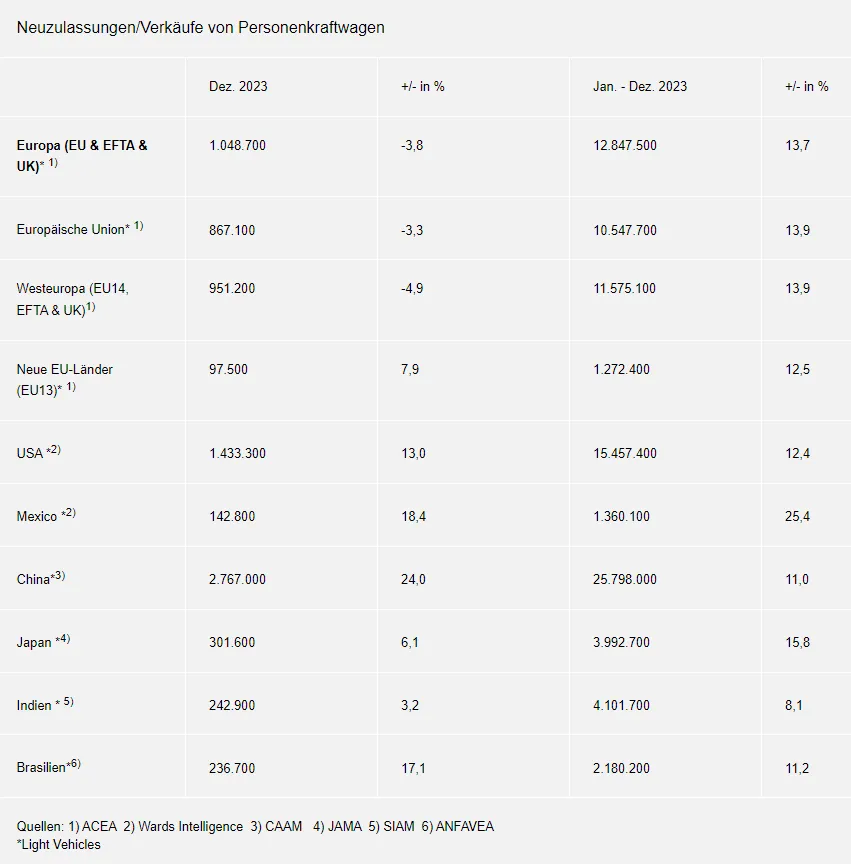 Neuzulassungen/Verkäufe von Personenkraftwagen
Dez. 2023 +/- in % Jan. - Dez. 2023 +/- in %
Europa (EU & EFTA &
UK)* 1) 1.048.700 -3,8 12.847.500 13,7
Europäische Union* 1) 867.100 -3,3 10.547.700 13,9
Westeuropa (EU14,
EFTA & UK)1) 951.200 -4,9 11.575.100 13,9
Neue EU-Länder
(EU13)* 1) 97.500 7,9 1.272.400 12,5
USA *2) 1.433.300 13,0 15.457.400 12,4
Mexico *2) 142.800 18,4 1.360.100 25,4
China*3) 2.767.000 24,0 25.798.000 11,0
Japan *4) 301.600 6,1 3.992.700 15,8
Indien * 5) 242.900 3,2 4.101.700 8,1
Brasilien*6) 236.700 17,1 2.180.200 11,2
Quellen: 1) ACEA 2) Wards Intelligence 3) CAAM 4) JAMA 5) SIAM 6) ANFAVEA
*Light Vehicles